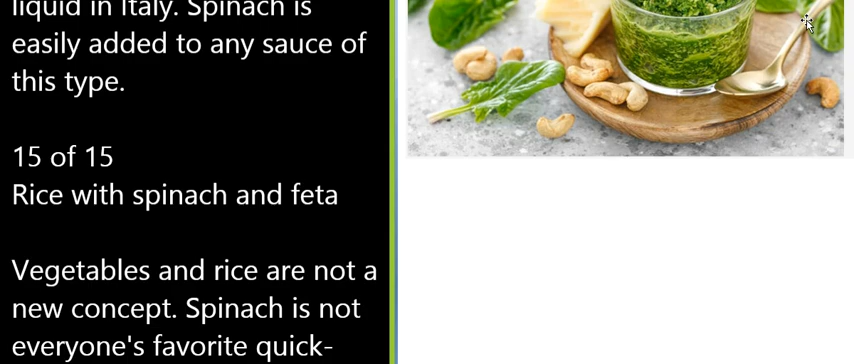 liquid in Italy. Spinach is
easily added to any sauce of
this type.
15 of 15
Rice with spinach and feta
Vegetables and rice are not a
new concept. Spinach is not
everyone's favorite quick-